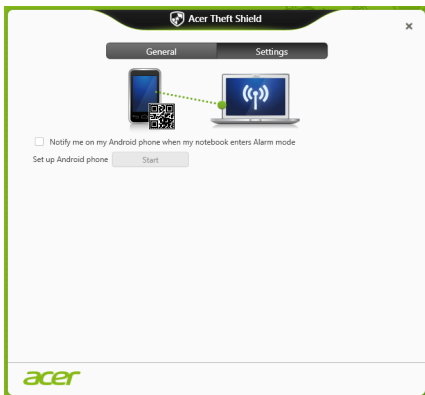 Acer Theft Shield
General Settings
Notify me on my Android phone when my notebook enters Alarm mode
Set up Android phone Start
acer